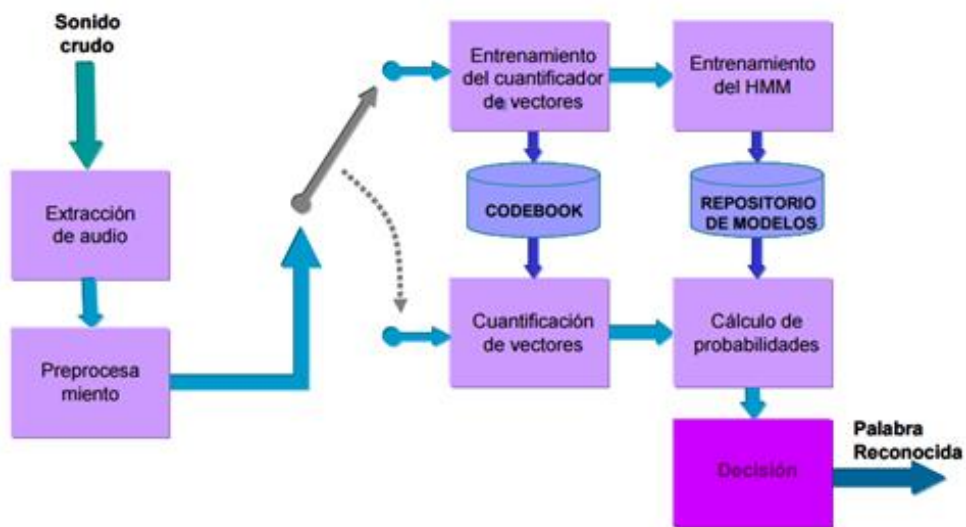 Sonido
crudo
Extracción
de audio
Preprocesa
miento
Entrenamiento
del cuantificador
de vectores
Entrenamiento
del HMM
CODEBOOK
REPOSITORIO
DE MODELOS
Cuantificación
de vectores
Cálculo de
probabilidades
Decisión
Palabra
Reconocida